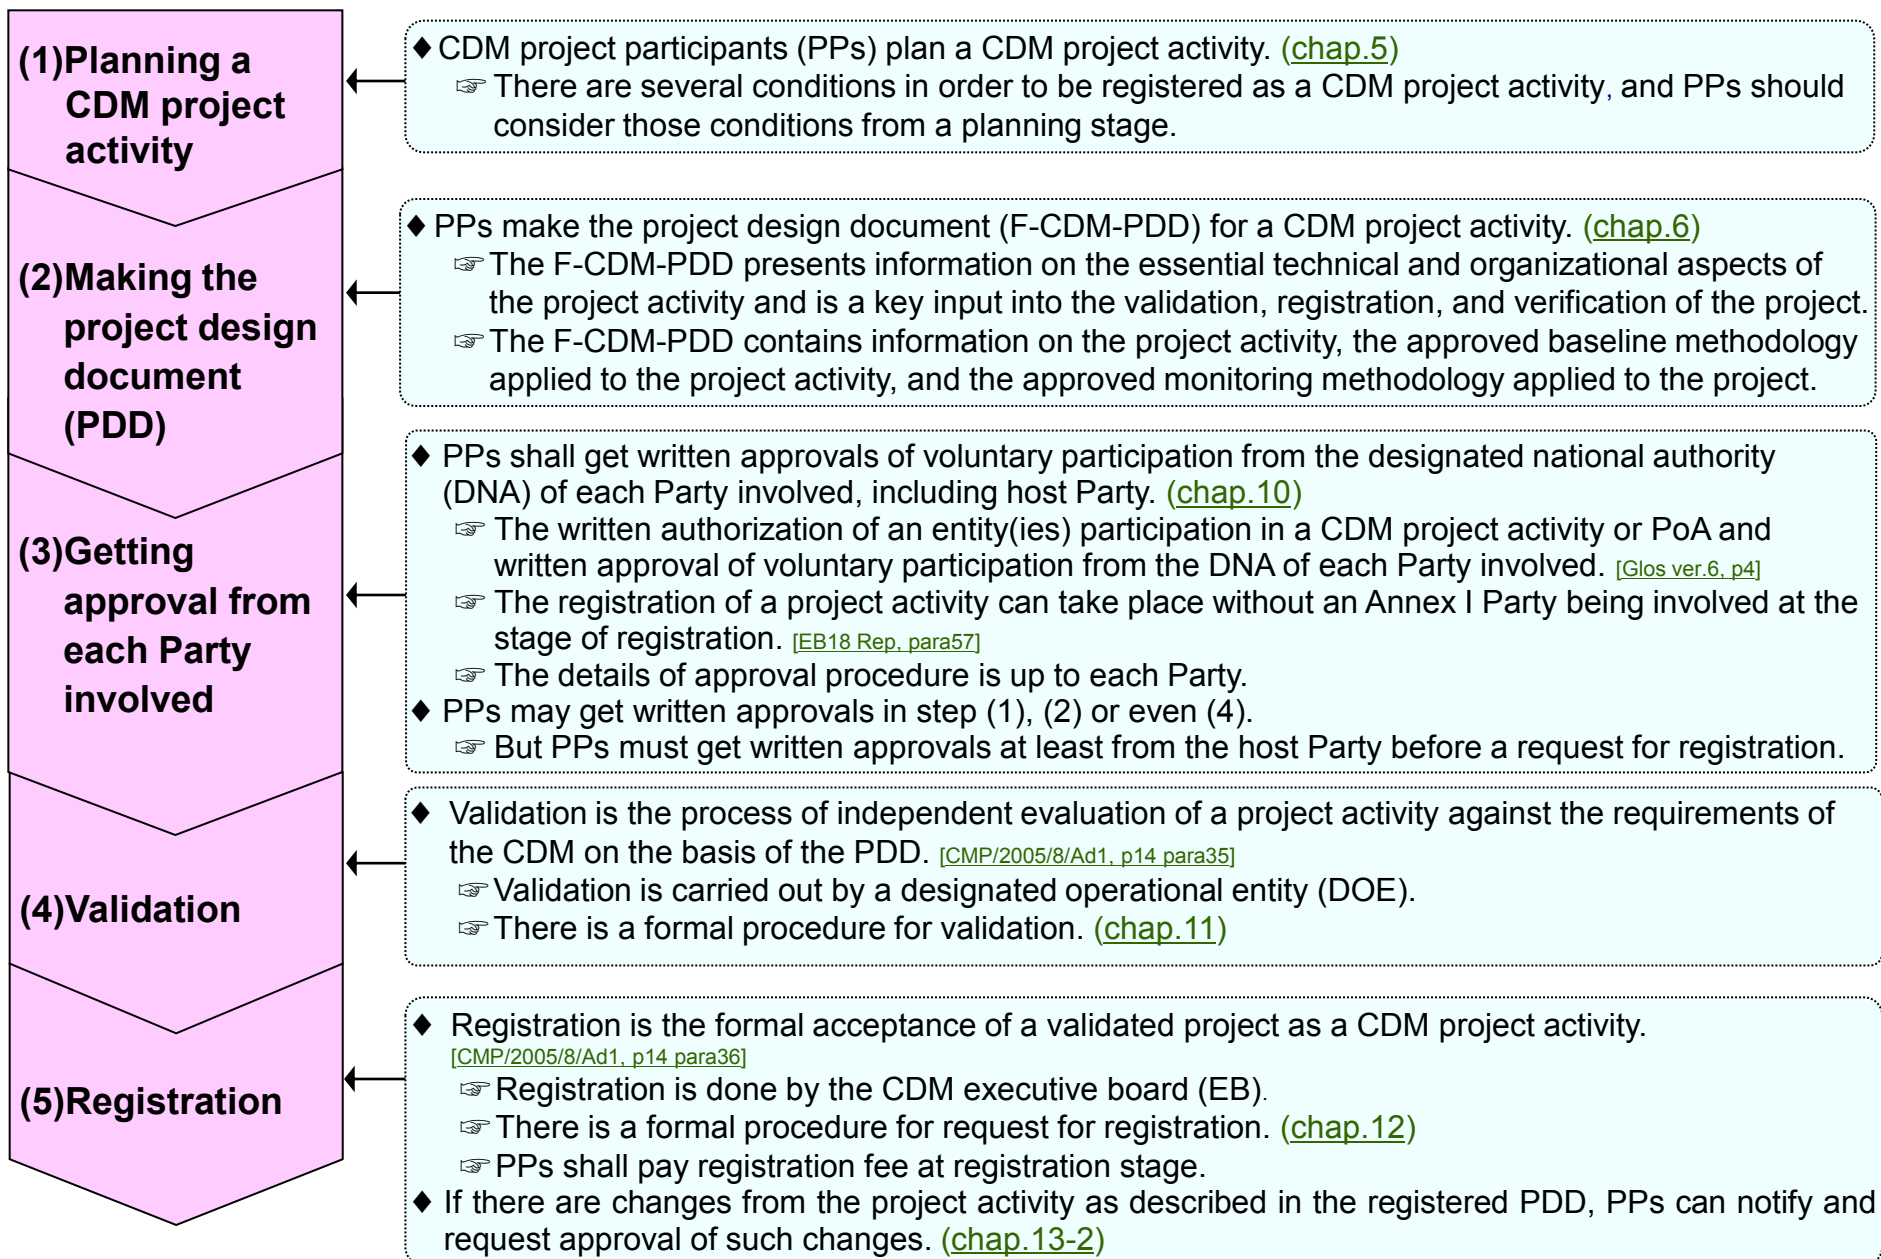 (1)Planning a
CDM project
activity
♦ CDM project participants (PPs) plan a CDM project activity. (chap.5)
☞ There are several conditions in order to be registered as a CDM project activity, and PPs should
consider those conditions from a planning stage.
(2)Making the
project design
document
(PDD)
♦ PPs make the project design document (F-CDM-PDD) for a CDM project activity. (chap.6)
☞ The F-CDM-PDD presents information on the essential technical and organizational aspects of
the project activity and is a key input into the validation, registration, and verification of the project.
☞ The F-CDM-PDD contains information on the project activity, the approved baseline methodology
applied to the project activity, and the approved monitoring methodology applied to the project.
(3)Getting
approval from
each Party
involved
♦ PPs shall get written approvals of voluntary participation from the designated national authority
(DNA) of each Party involved, including host Party. (chap.10)
☞ The written authorization of an entity(ies) participation in a CDM project activity or PoA and
written approval of voluntary participation from the DNA of each Party involved. [Glos ver.6, p4]
☞ The registration of a project activity can take place without an Annex I Party being involved at the
stage of registration. [EB18 Rep, para57]
☞ The details of approval procedure is up to each Party.
♦ PPs may get written approvals in step (1), (2) or even (4).
☞ But PPs must get written approvals at least from the host Party before a request for registration.
(4)Validation
♦ Validation is the process of independent evaluation of a project activity against the requirements of
the CDM on the basis of the PDD. [CMP/2005/8/Ad1, p14 para35]
☞ Validation is carried out by a designated operational entity (DOE).
☞ There is a formal procedure for validation. (chap.11)
(5)Registration
♦ Registration is the formal acceptance of a validated project as a CDM project activity.
[CMP/2005/8/Ad1, p14 para36]
☞ Registration is done by the CDM executive board (EB).
☞ There is a formal procedure for request for registration. (chap.12)
☞ PPs shall pay registration fee at registration stage.
♦ If there are changes from the project activity as described in the registered PDD, PPs can notify and
request approval of such changes. (chap.13-2)